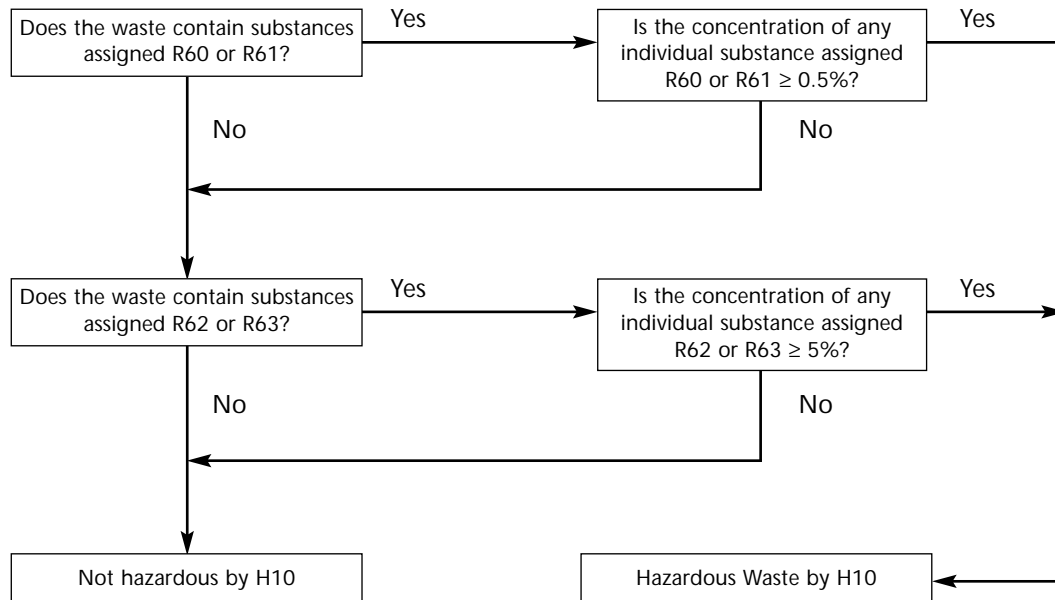 Does the waste contain substances
assigned R60 or R61?
Yes
Is the concentration of any
individual substance assigned
R60 or R61 ≥ 0.5%?
Yes
No
No
Does the waste contain substances
assigned R62 or R63?
Yes
Is the concentration of any
individual substance assigned
R62 or R63 ≥ 5%?
Yes
No
No
Not hazardous by H10
Hazardous Waste by H10